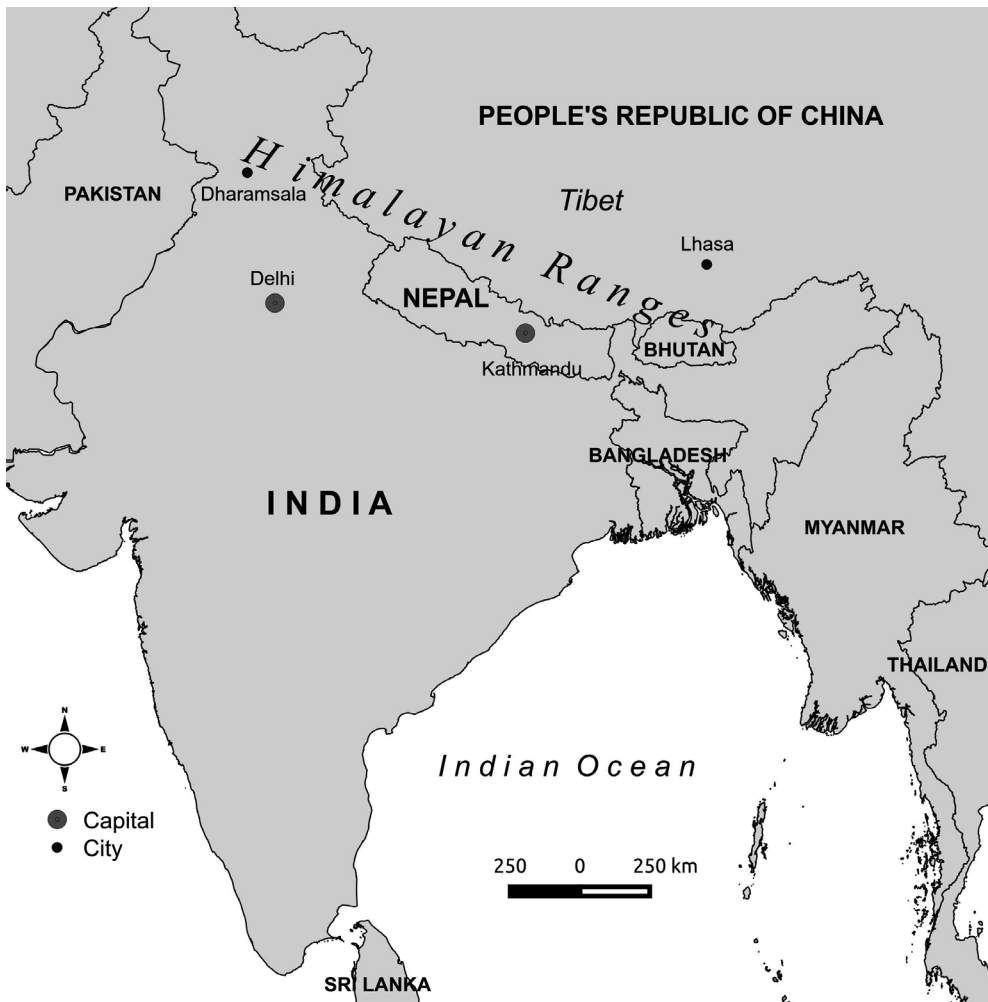 PEOPLE'S REPUBLIC OF CHINA
Himalayan Ranges
PAKISTAN
Dharamsala
Tibet
Lhasa
Delhi
NEPAL
BHUTAN
Kathmandu
BANGLADESH
INDIA
MYANMAR
THAILAND
N
W E
S
Indian Ocean
Capital
City
250 0 250 km
SRI LANKA